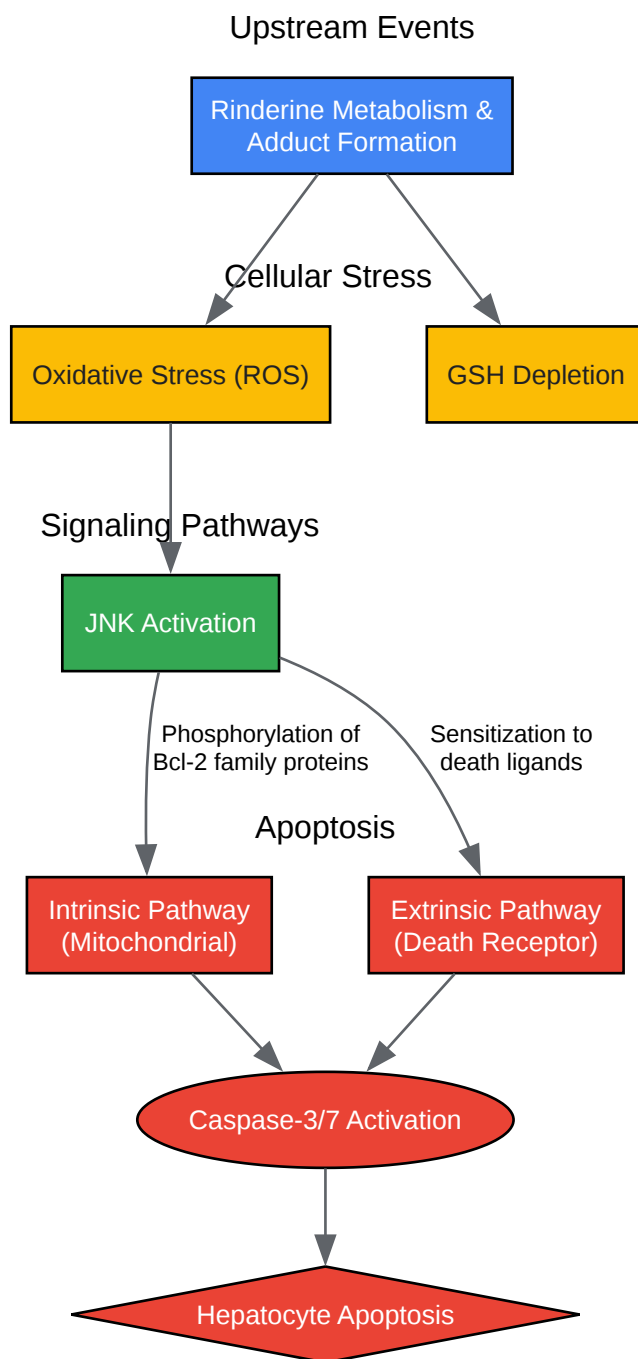 Upstream Events
Rinderine Metabolism &
Adduct Formation
Cellular Stress
Oxidative Stress (ROS)
GSH Depletion
Signaling Pathways
JNK Activation
Phosphorylation of
Bcl-2 family proteins
Sensitization to
death ligands
Apoptosis
Intrinsic Pathway
(Mitochondrial)
Extrinsic Pathway
(Death Receptor)
Caspase-3/7 Activation
Hepatocyte Apoptosis